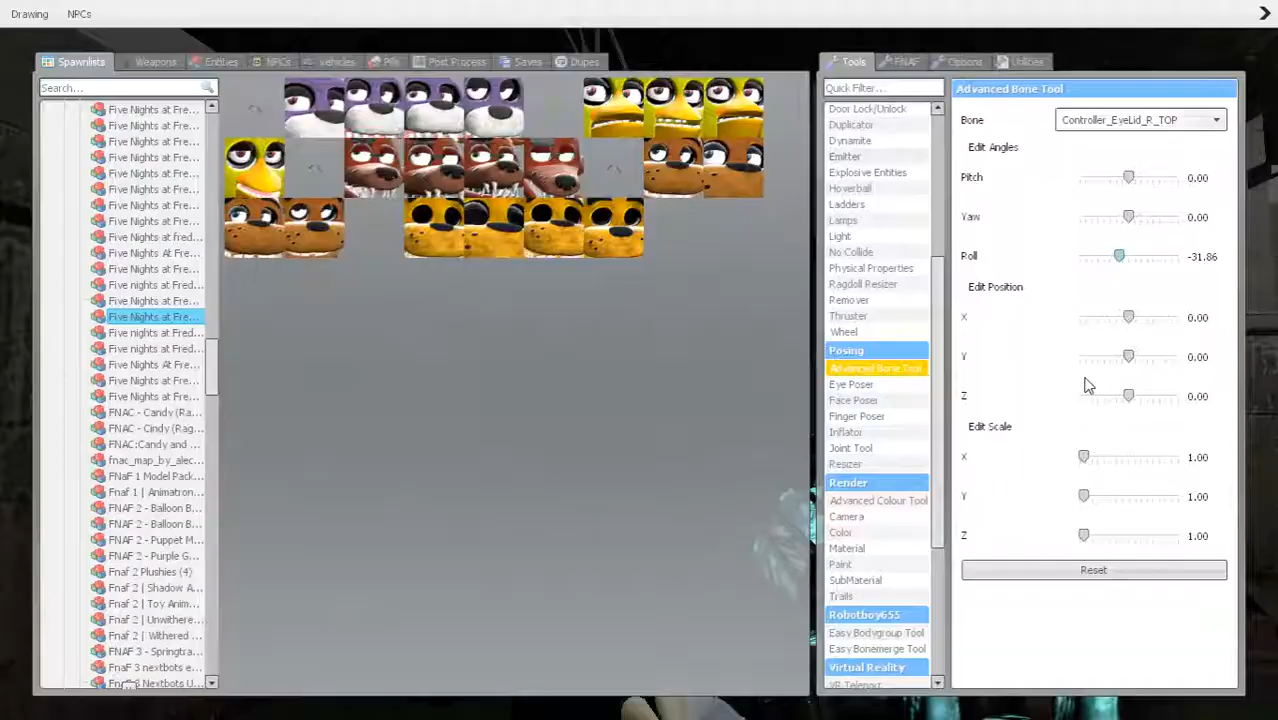 Drawing NPCs
Spawnlists Weapons Entities NPCs vehicles Post Process Saves Dupes
Search...
Five Nights at Fre...
Five Nights at Fre...
Five Nights at Fre...
Five Nights at Fre...
Five Nights at Fre...
Five Nights at Fre...
Five Nights at Fre...
Five Nights at Fre...
Five Nights at fred...
Five Nights At Fre...
Five Nights at Fre...
Five nights at Fred...
Five Nights at Fre...
Five Nights at Fre...
Five nights at Fred...
Five nights at Fred...
Five Nights At Fre...
Five Nights at Fre...
Five Nights at Fre...
FNAC - Candy (Ra...
FNAC - Cindy (Rag...
FNAC:Candy and ...
fnac_map_by_alec...
FNAF 1 Model Pack...
Fnaf 1 | Animatron...
FNAF 2 - Balloon B...
FNAF 2 - Balloon B...
FNAF 2 - Puppet M...
FNAF 2 - Purple G...
Fnaf 2 Plushies (4)
Fnaf 2 | Shadow A...
Fnaf 2 | Toy Anim...
Fnaf 2 | Unwithere...
Fnaf 2 | Withered ...
FNAF 3 - Springtra...
FnaF 3 nextbots e...
Nextbots U...
Tools FNAF Options Utilities
Quick Filter...
Door Lock/Unlock
Duplicator
Dynamite
Emitter
Explosive Entities
Hoverball
Ladders
Lamps
Light
No Collide
Physical Properties
Ragdoll Resizer
Remover
Thruster
Wheel
Posing
Advanced Bone Tool
Eye Poser
Face Poser
Finger Poser
Inflator
Joint Tool
Resizer
Render
Advanced Colour Tool
Camera
Color
Material
Paint
SubMaterial
Trails
Robotboy655
Easy Bodygroup Tool
Easy Bonemerge Tool
Virtual Reality
VR Teleport
Advanced Bone Tool
Bone Controller_EyeLid_R_TOP
Edit Angles
Pitch 0.00
Yaw 0.00
Roll -31.86
Edit Position
X 0.00
Y 0.00
Z 0.00
Edit Scale
X 1.00
Y 1.00
Z 1.00
Reset